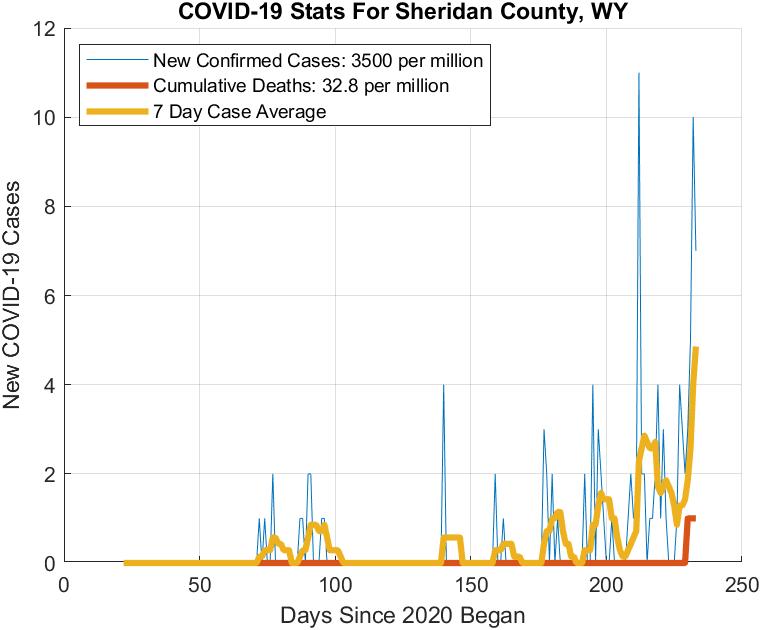 COVID-19 Stats For Sheridan County, WY
New Confirmed Cases: 3500 per million
Cumulative Deaths: 32.8 per million
7 Day Case Average
New COVID-19 Cases
12
10
8
6
4
2
0
0 50 100 150 200 250
Days Since 2020 Began